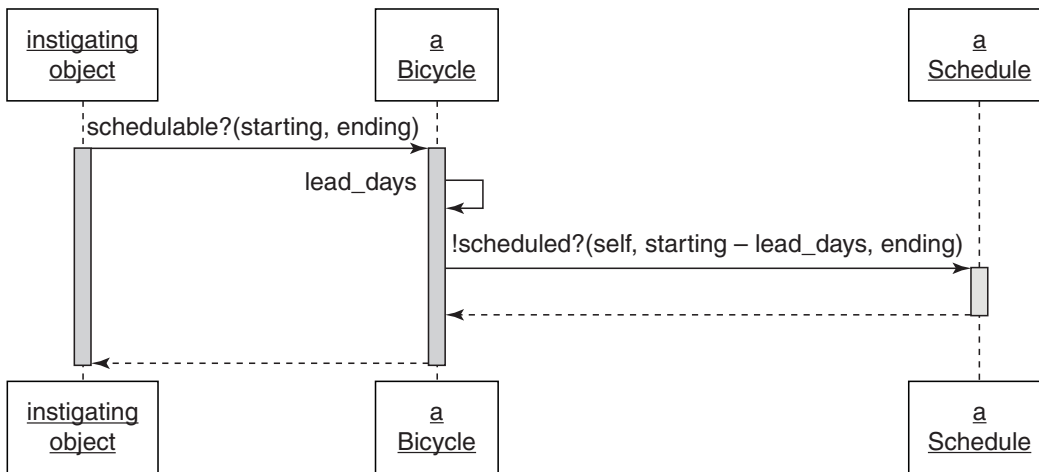 instigating
object
a
Bicycle
a
Schedule
schedulable?(starting, ending)
lead_days
!scheduled?(self, starting – lead_days, ending)
instigating
object
a
Bicycle
a
Schedule